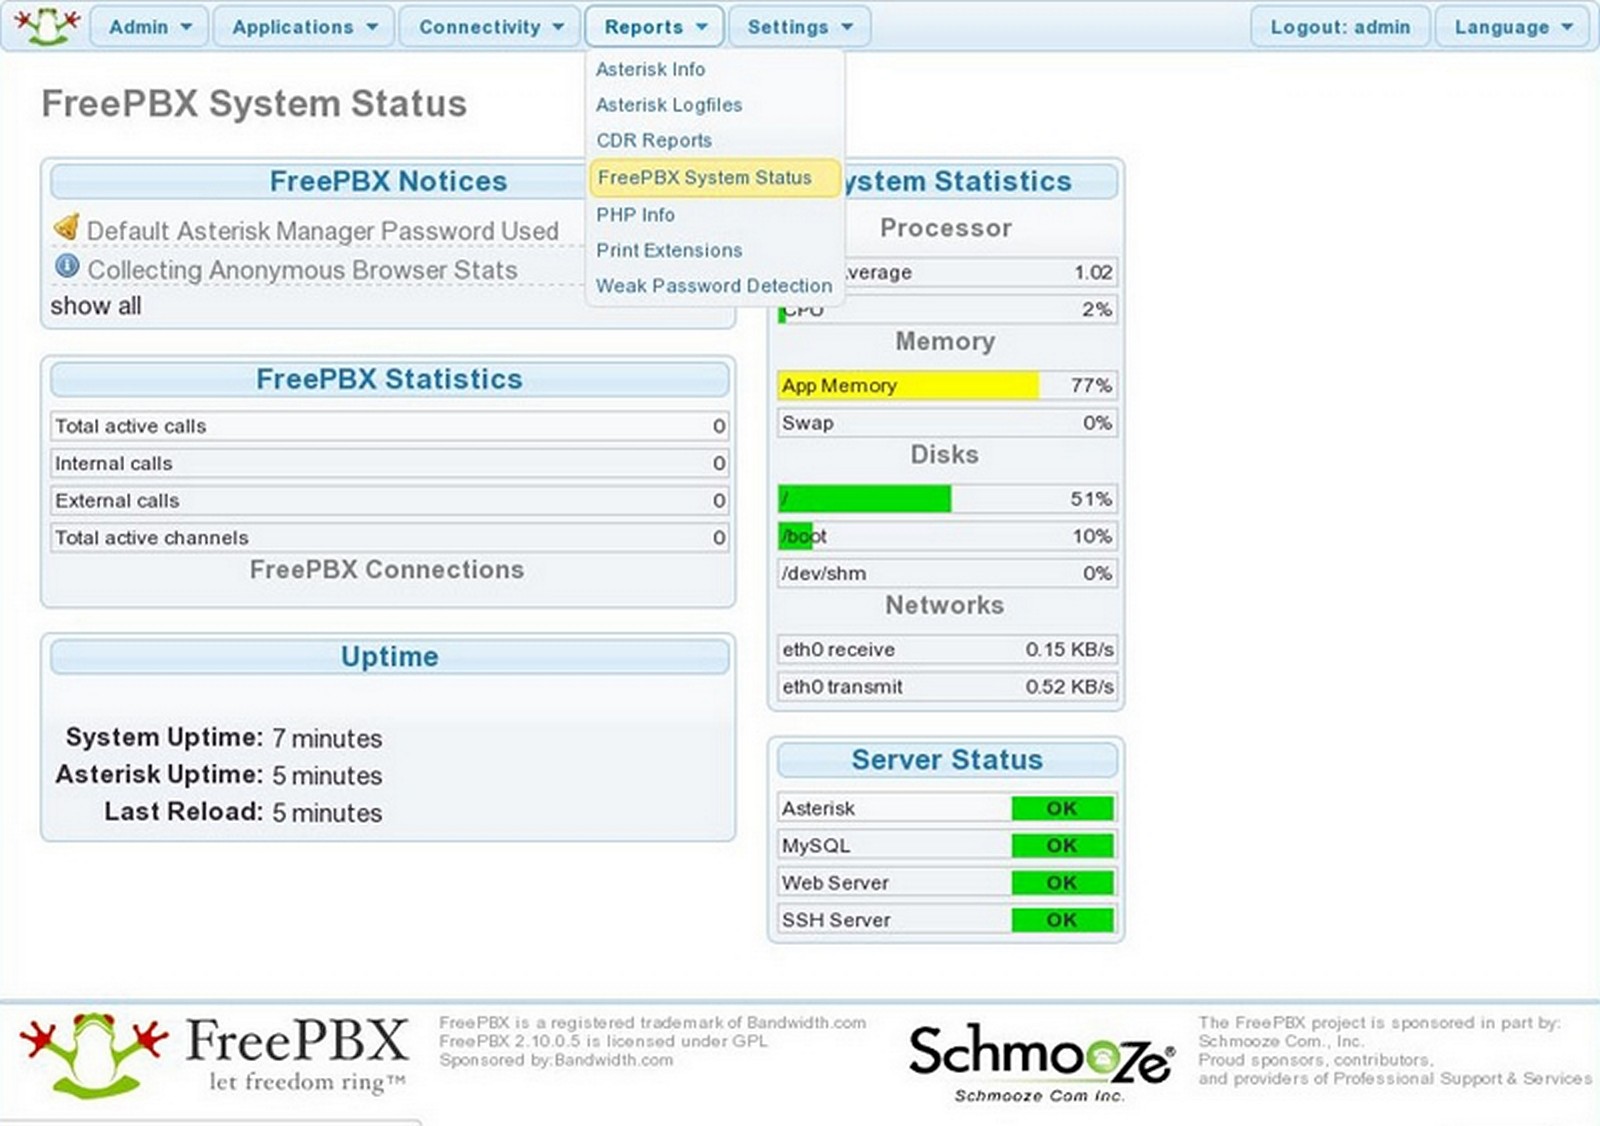 Admin
Applications
Connectivity
Reports
Settings
Logout: admin
Language
Asterisk Info
Asterisk Logfiles
CDR Reports
FreePBX System Status
PHP Info
Print Extensions
Weak Password Detection
FreePBX System Status
FreePBX Notices
Default Asterisk Manager Password Used
Collecting Anonymous Browser Stats
show all
FreePBX Statistics
Total active calls 0
Internal calls 0
External calls 0
Total active channels 0
FreePBX Connections
Uptime
System Uptime: 7 minutes
Asterisk Uptime: 5 minutes
Last Reload: 5 minutes
ystem Statistics
Processor
verage 1.02
CPU 2%
Memory
App Memory 77%
Swap 0%
Disks
/ 51%
/boot 10%
/dev/shm 0%
Networks
eth0 receive 0.15 KB/s
eth0 transmit 0.52 KB/s
Server Status
Asterisk OK
MySQL OK
Web Server OK
SSH Server OK
FreePBX
let freedom ring™
FreePBX is a registered trademark of Bandwidth.com
FreePBX 2.10.0.5 is licensed under GPL
Sponsored by:Bandwidth.com
Schmooze®
Schmooze Com Inc.
The FreePBX project is sponsored in part by:
Schmooze Com., Inc.
Proud sponsors, contributors,
and providers of Professional Support & Services